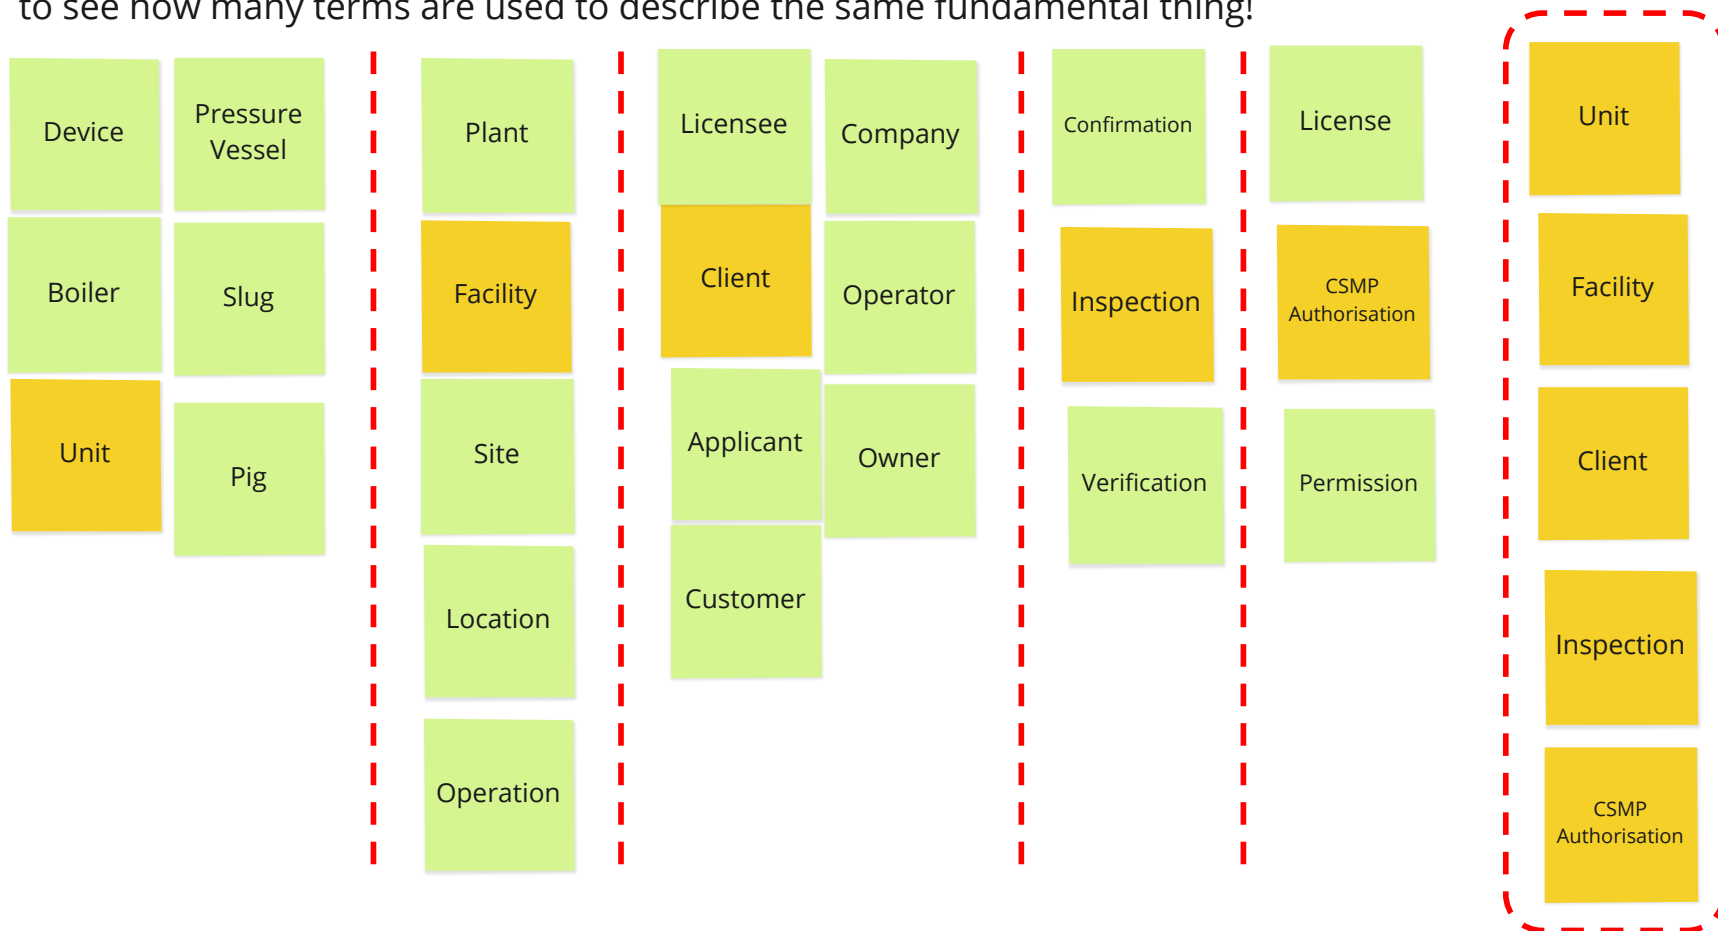 to see how many terms are used to describe the same fundamental thing!
Device
Pressure
Vessel
Boiler
Slug
Unit
Pig
Plant
Facility
Site
Location
Operation
Licensee
Company
Client
Operator
Applicant
Owner
Customer
Confirmation
Inspection
Verification
License
CSMP
Authorisation
Permission
Unit
Facility
Client
Inspection
CSMP
Authorisation